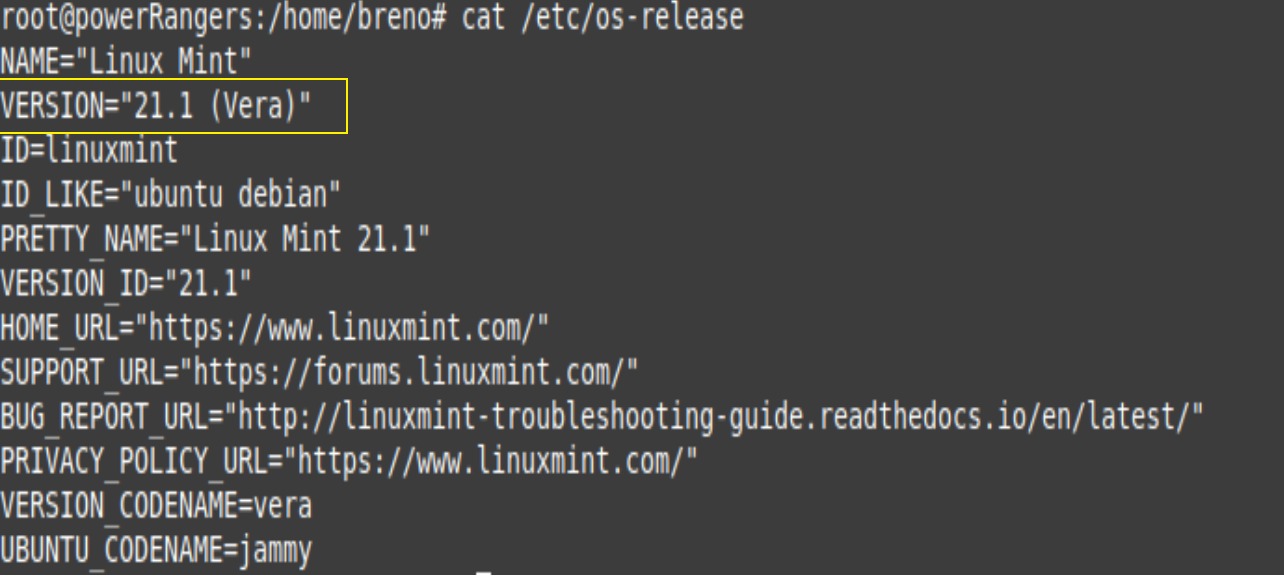 root@powerRangers:/home/breno# cat /etc/os-release
NAME="Linux Mint"
VERSION="21.1 (Vera)"
ID=linuxmint
ID_LIKE="ubuntu debian"
PRETTY_NAME="Linux Mint 21.1"
VERSION_ID="21.1"
HOME_URL="https://www.linuxmint.com/"
SUPPORT_URL="https://forums.linuxmint.com/"
BUG_REPORT_URL="http://linuxmint-troubleshooting-guide.readthedocs.io/en/latest/"
PRIVACY_POLICY_URL="https://www.linuxmint.com/"
VERSION_CODENAME=vera
UBUNTU_CODENAME=jammy